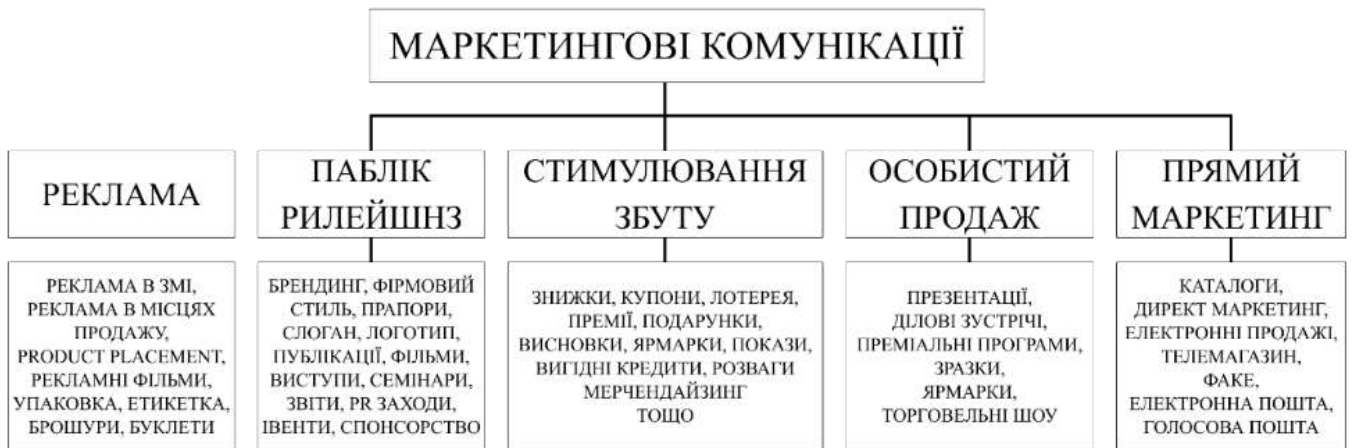 МАРКЕТИНГОВІ КОМУНІКАЦІЇ
РЕКЛАМА
ПАБЛІК
РИЛЕЙШНЗ
СТИМУЛЮВАННЯ
ЗБУТУ
ОСОБИСТИЙ
ПРОДАЖ
ПРЯМИЙ
МАРКЕТИНГ
РЕКЛАМА В ЗМІ,
РЕКЛАМА В МІСЦЯХ
ПРОДАЖУ,
PRODUCT PLACEMENT,
РЕКЛАМНІ ФІЛЬМИ,
УПАКОВКА, ЕТИКЕТКА,
БРОШУРИ, БУКЛЕТИ
БРЕНДИНГ, ФІРМОВИЙ
СТИЛЬ, ПРАПОРИ,
СЛОГАН, ЛОГОТИП,
ПУБЛІКАЦІЇ, ФІЛЬМИ,
ВИСТУПИ, СЕМІНАРИ,
ЗВІТИ, PR ЗАХОДИ,
ІВЕНТИ, СПОНСОРСТВО
ЗНИЖКИ, КУПОНИ, ЛОТЕРЕЯ,
ПРЕМІЇ, ПОДАРУНКИ,
ВИСНОВКИ, ЯРМАРКИ, ПОКАЗИ,
ВИГІДНІ КРЕДИТИ, РОЗВАГИ
МЕРЧЕНДАЙЗИНГ
ТОЩО
ПРЕЗЕНТАЦІЇ,
ДІЛОВІ ЗУСТРІЧІ,
ПРЕМІАЛЬНІ ПРОГРАМИ,
ЗРАЗКИ,
ЯРМАРКИ,
ТОРГОВЕЛЬНІ ШОУ
КАТАЛОГИ,
ДИРЕКТ МАРКЕТИНГ,
ЕЛЕКТРОННІ ПРОДАЖІ,
ТЕЛЕМАГАЗИН,
ФАКЕ,
ЕЛЕКТРОННА ПОШТА,
ГОЛОСОВА ПОШТА